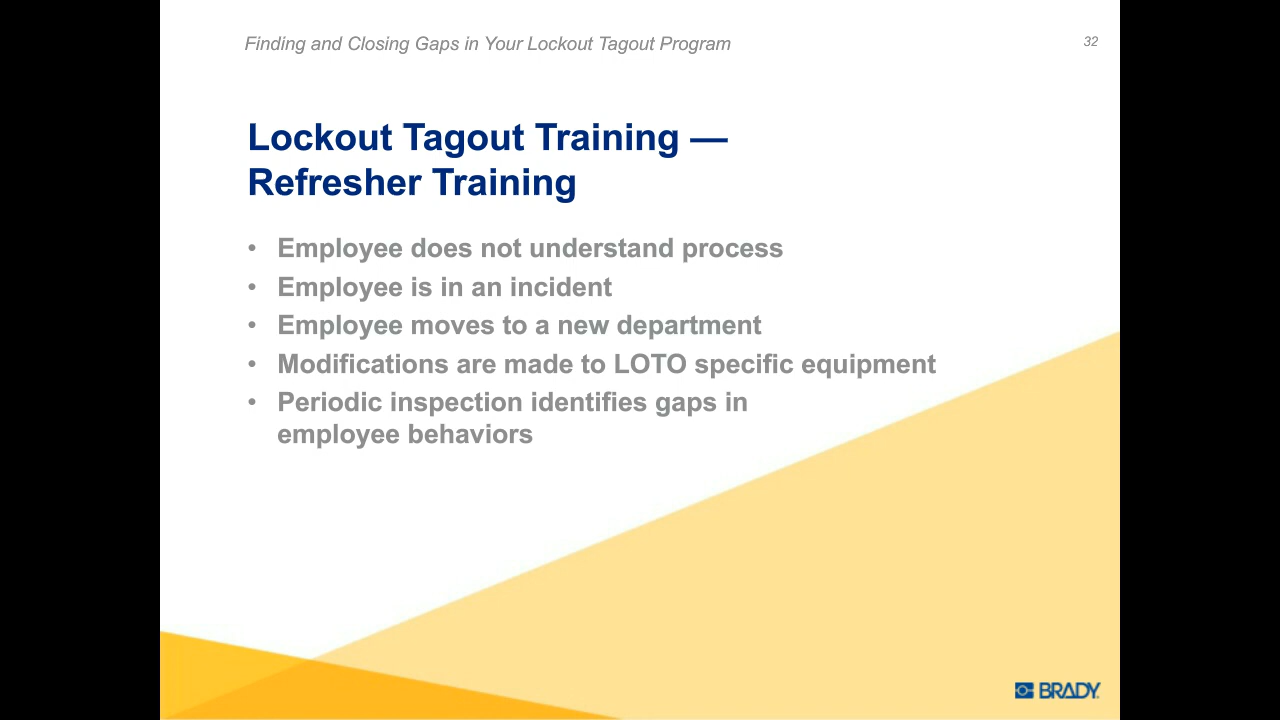 Finding and Closing Gaps in Your Lockout Tagout Program
32
Lockout Tagout Training —
Refresher Training
• Employee does not understand process
• Employee is in an incident
• Employee moves to a new department
• Modifications are made to LOTO specific equipment
• Periodic inspection identifies gaps in
employee behaviors
BRADY